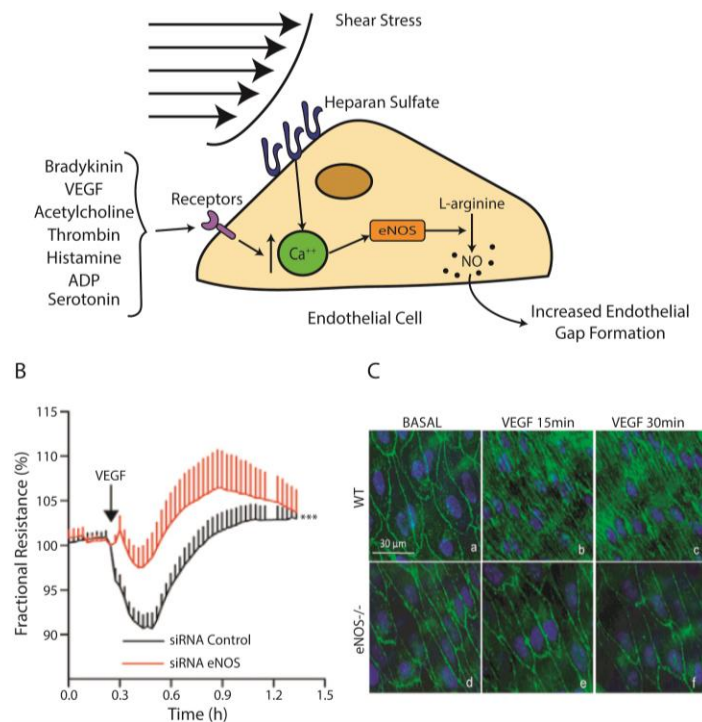 Shear Stress
Heparan Sulfate
Bradykinin
VEGF
Acetylcholine
Thrombin
Histamine
ADP
Serotonin
Receptors
Ca++
eNOS
L-arginine
NO
Endothelial Cell
Increased Endothelial
Gap Formation
B
115
110
105
100
95
90
Fractional Resistance (%)
VEGF
***
siRNA Control
siRNA eNOS
0.0 0.3 0.6 0.9 1.2 1.5
Time (h)
C
BASAL VEGF 15min VEGF 30min
WT
30 µm
a b c
eNOS-/-
d e f